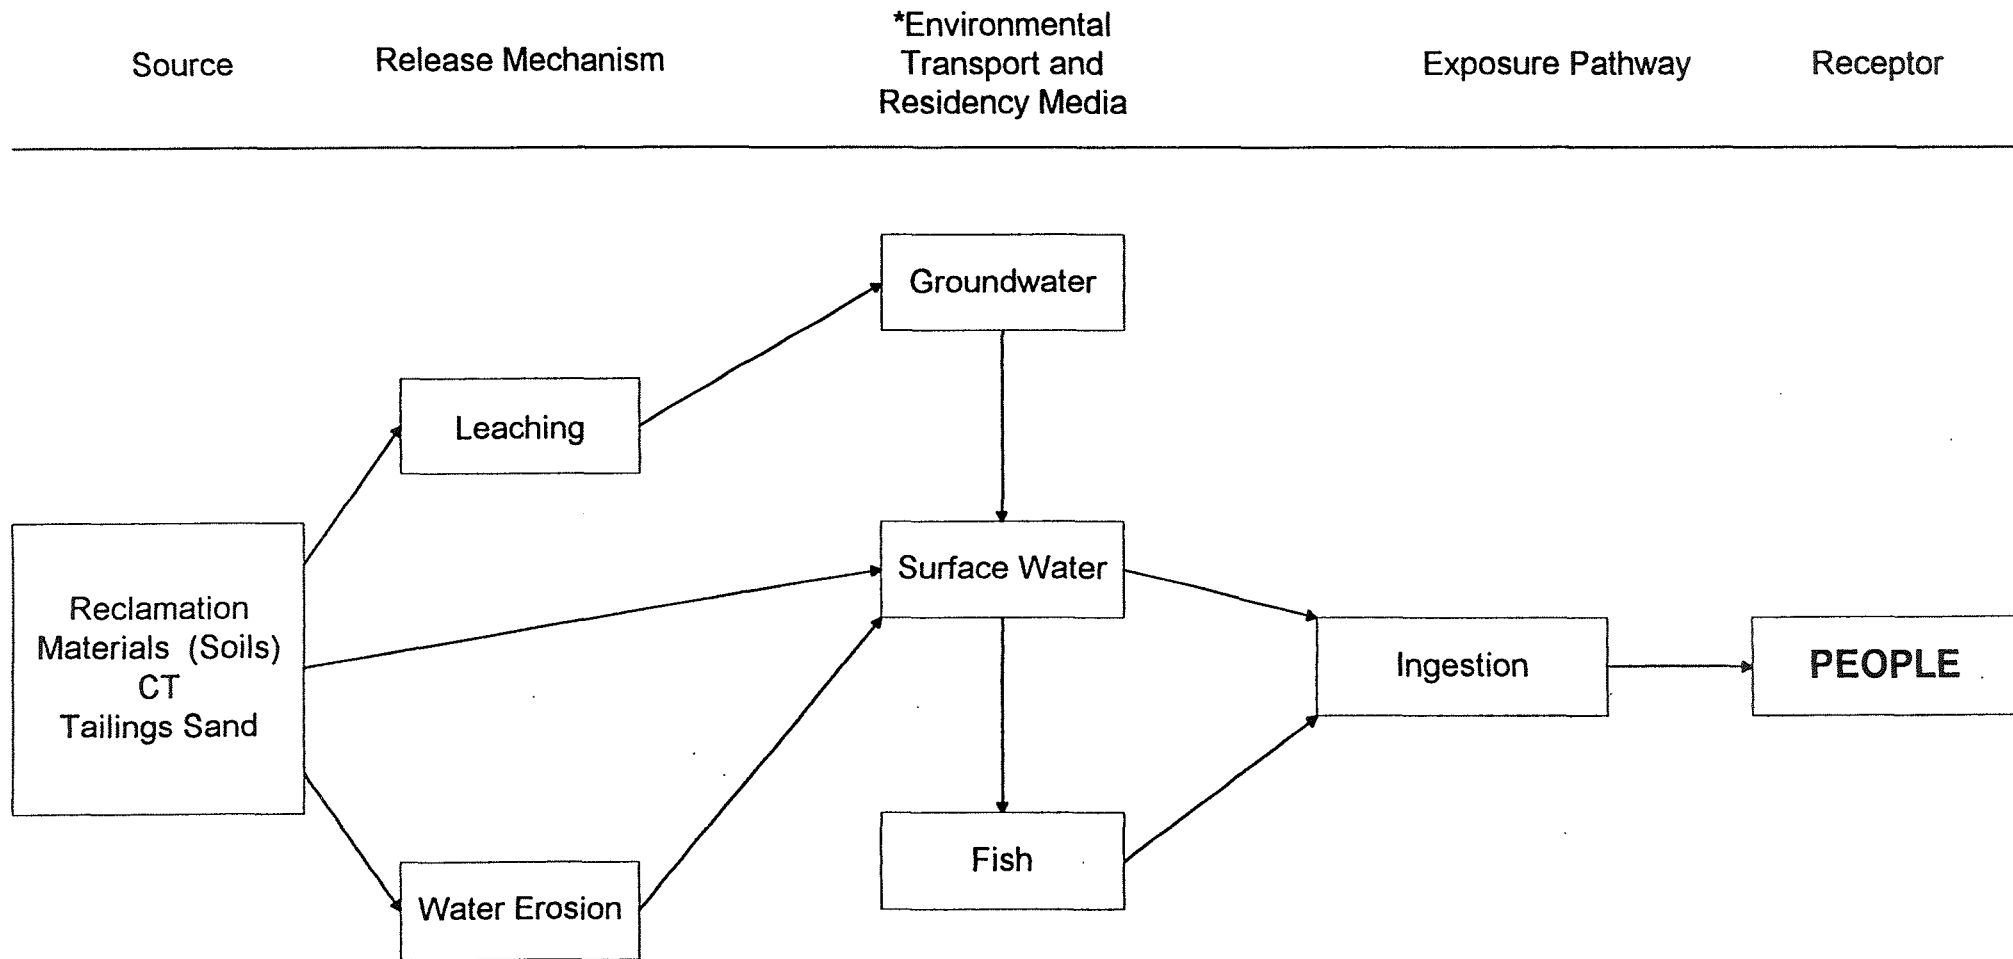 Source
Release Mechanism
*Environmental
Transport and
Residency Media
Exposure Pathway
Receptor
Groundwater
Leaching
Surface Water
Reclamation
Materials (Soils)
CT
Tailings Sand
Ingestion
PEOPLE
Fish
Water Erosion